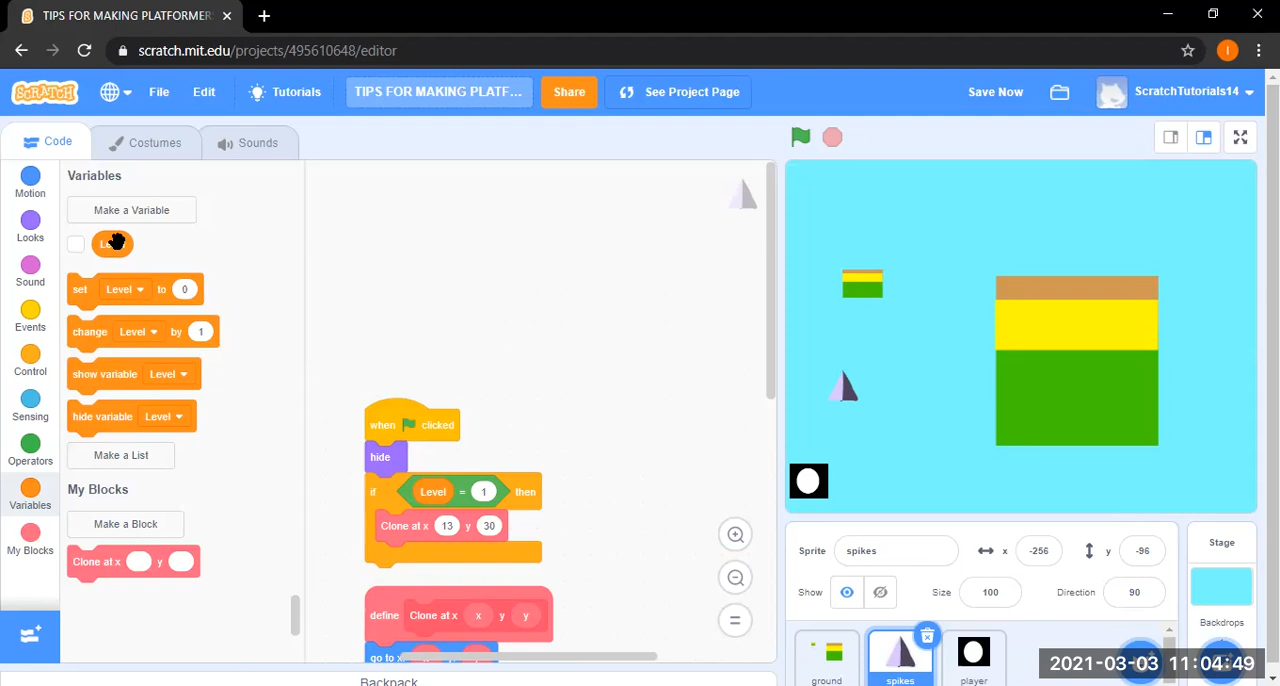 TIPS FOR MAKING PLATFORMER
scratch.mit.edu/projects/495610648/editor
I
SCRATCH
File
Edit
Tutorials
TIPS FOR MAKING PLATF...
Share
See Project Page
Save Now
ScratchTutorials14
Code
Costumes
Sounds
Motion
Looks
Sound
Events
Control
Sensing
Operators
Variables
My Blocks
Variables
Make a Variable
set Level to 0
change Level by 1
show variable Level
hide variable Level
Make a List
My Blocks
Make a Block
Clone at x y
when clicked
hide
if Level = 1 then
Clone at x 13 y 30
define Clone at x x y y
go to x
Backpack
Sprite spikes x -256 y -96
Show Size 100 Direction 90
ground
spikes
player
Stage
Backdrops
2021-03-03 11:04:49